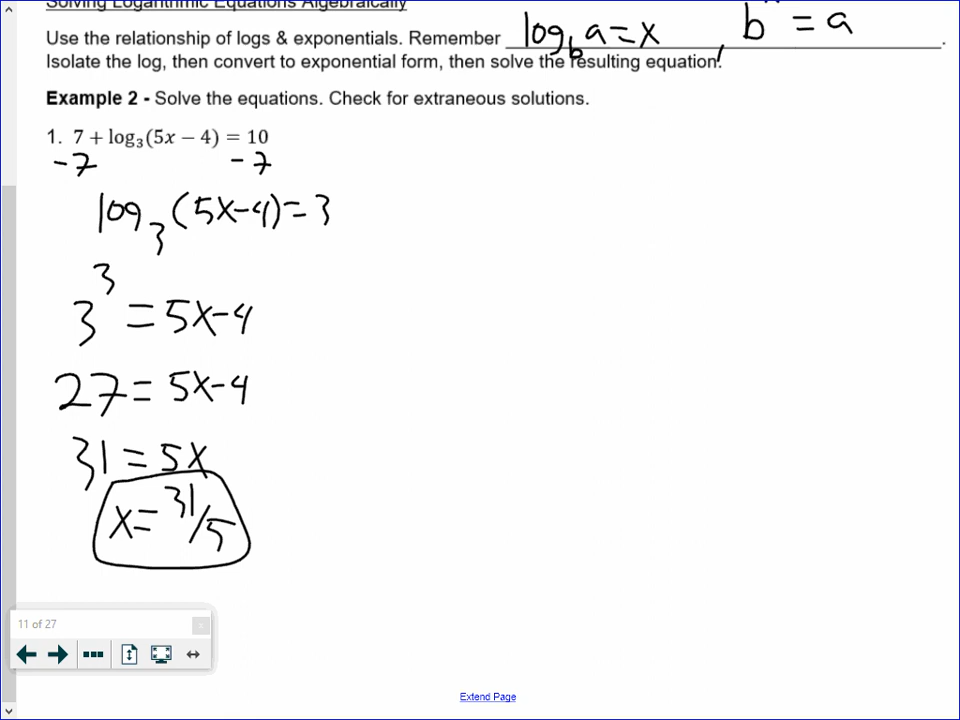 Solving Logarithmic Equations Algebraically
Use the relationship of logs & exponentials. Remember log_b a = x , b^x = a .
Isolate the log, then convert to exponential form, then solve the resulting equation.
Example 2 - Solve the equations. Check for extraneous solutions.
1. 7 + log₃(5x − 4) = 10
-7 -7
log₃(5x-4)=3
3³ = 5x-4
27 = 5x-4
31 = 5x
x = 31/5
11 of 27
Extend Page